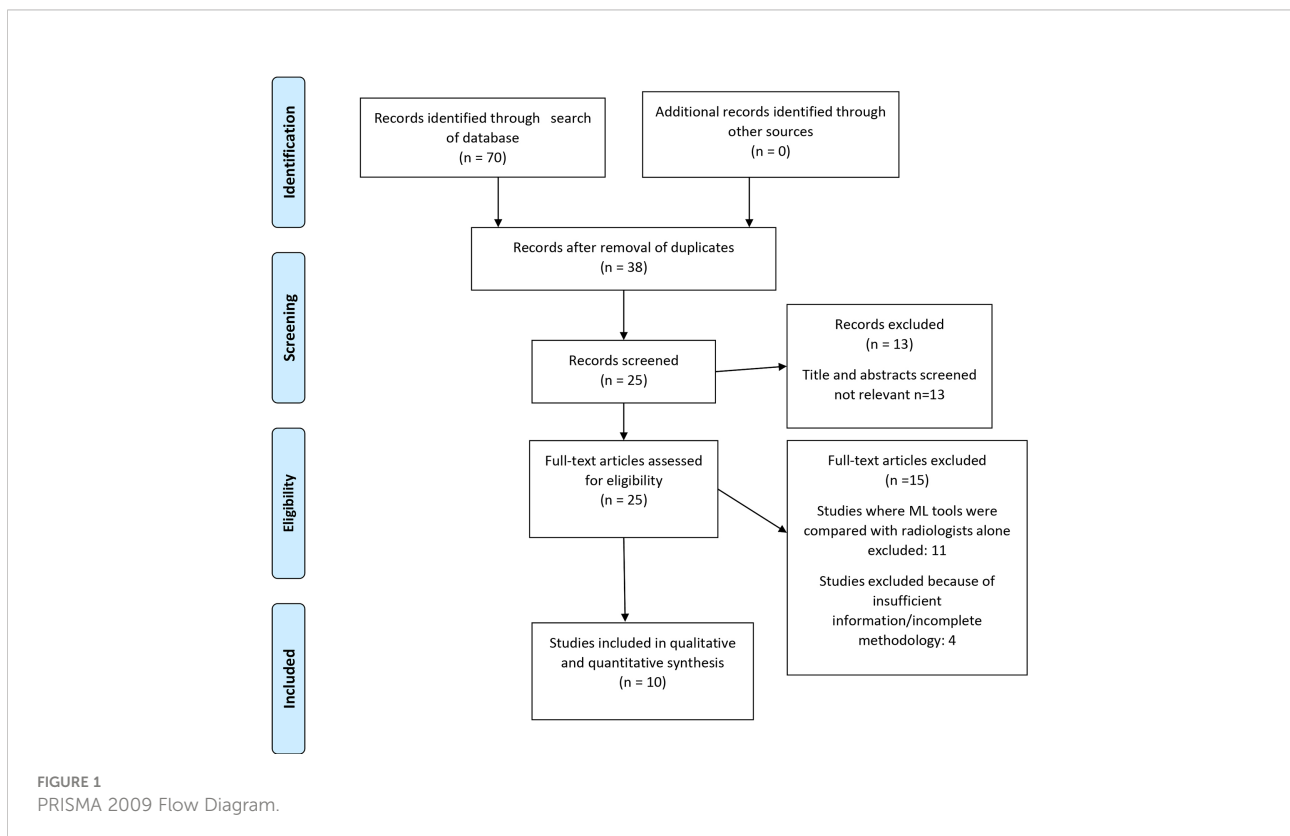 Identification
Records identified through search
of database
(n = 70)
Additional records identified through
other sources
(n = 0)
Records after removal of duplicates
(n = 38)
Screening
Records screened
(n = 25)
Records excluded
(n = 13)
Title and abstracts screened
not relevant n=13
Eligibility
Full-text articles assessed
for eligibility
(n = 25)
Full-text articles excluded
(n =15)
Studies where ML tools were
compared with radiologists alone
excluded: 11
Studies excluded because of
insufficient
information/incomplete
methodology: 4
Included
Studies included in qualitative
and quantitative synthesis
(n = 10)
FIGURE 1
PRISMA 2009 Flow Diagram.